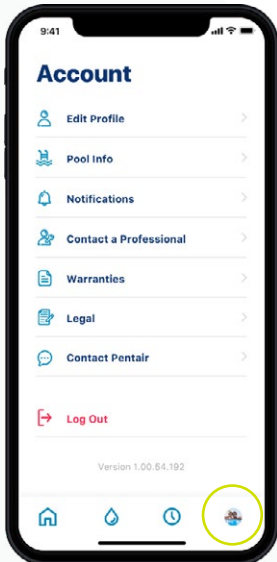 9:41
Account
Edit Profile
Pool Info
Notifications
Contact a Professional
Warranties
Legal
Contact Pentair
Log Out
Version 1.00.54.192